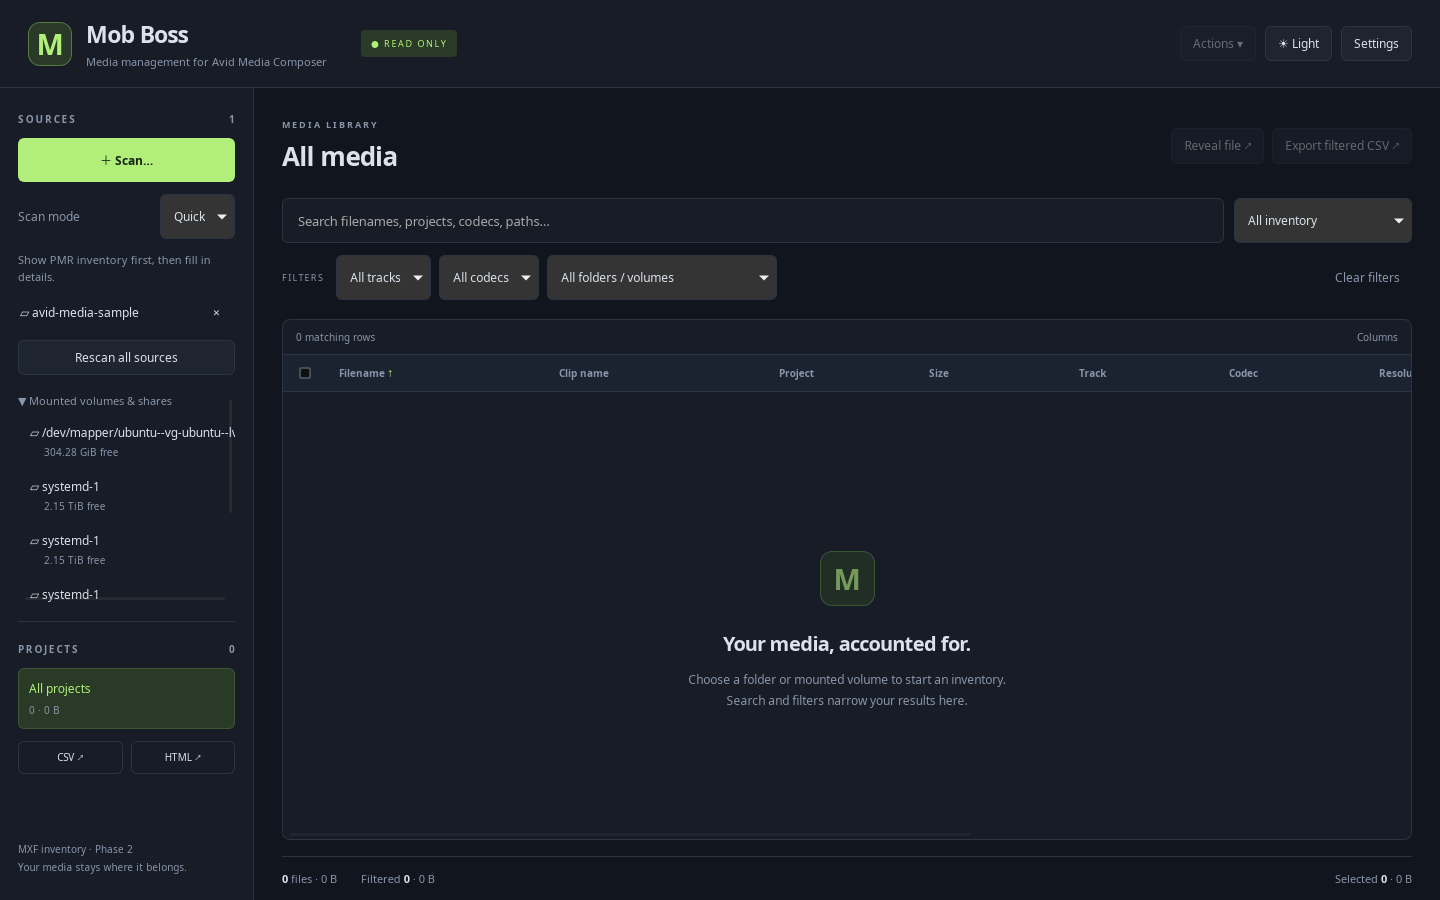 M
Mob Boss
Media management for Avid Media Composer
● READ ONLY
Actions ▾
☀ Light
Settings
SOURCES
1
+ Scan...
Scan mode
Quick
Show PMR inventory first, then fill in
details.
avid-media-sample
×
Rescan all sources
▼ Mounted volumes & shares
/dev/mapper/ubuntu--vg-ubuntu--lv
304.28 GiB free
systemd-1
2.15 TiB free
systemd-1
2.15 TiB free
systemd-1
PROJECTS
0
All projects
0 · 0 B
CSV ↗
HTML ↗
MXF inventory · Phase 2
Your media stays where it belongs.
MEDIA LIBRARY
All media
Reveal file ↗
Export filtered CSV ↗
Search filenames, projects, codecs, paths...
All inventory
FILTERS
All tracks
All codecs
All folders / volumes
Clear filters
0 matching rows
Columns
Filename ↑
Clip name
Project
Size
Track
Codec
Resolu
M
Your media, accounted for.
Choose a folder or mounted volume to start an inventory.
Search and filters narrow your results here.
0 files · 0 B
Filtered 0 · 0 B
Selected 0 · 0 B